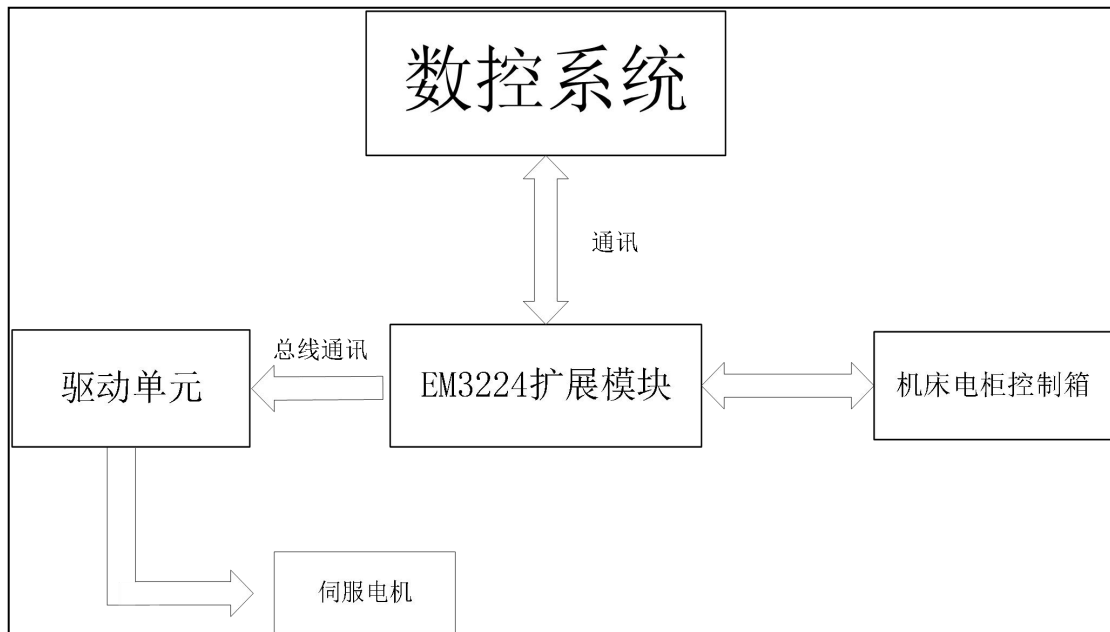 数控系统
通讯
总线通讯
驱动单元
EM3224扩展模块
机床电柜控制箱
伺服电机